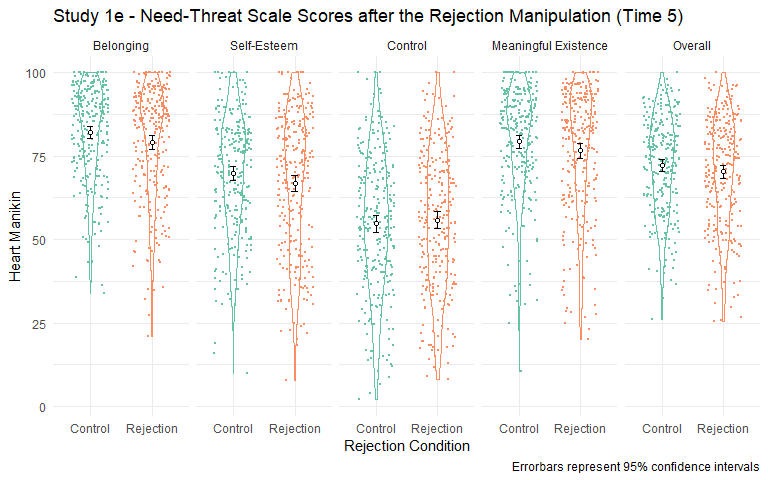 Study 1e - Need-Threat Scale Scores after the Rejection Manipulation (Time 5)
Belonging Self-Esteem Control Meaningful Existence Overall
100
75
50
25
0
Heart Manikin
Control Rejection Control Rejection Control Rejection Control Rejection Control Rejection
Rejection Condition
Errorbars represent 95% confidence intervals